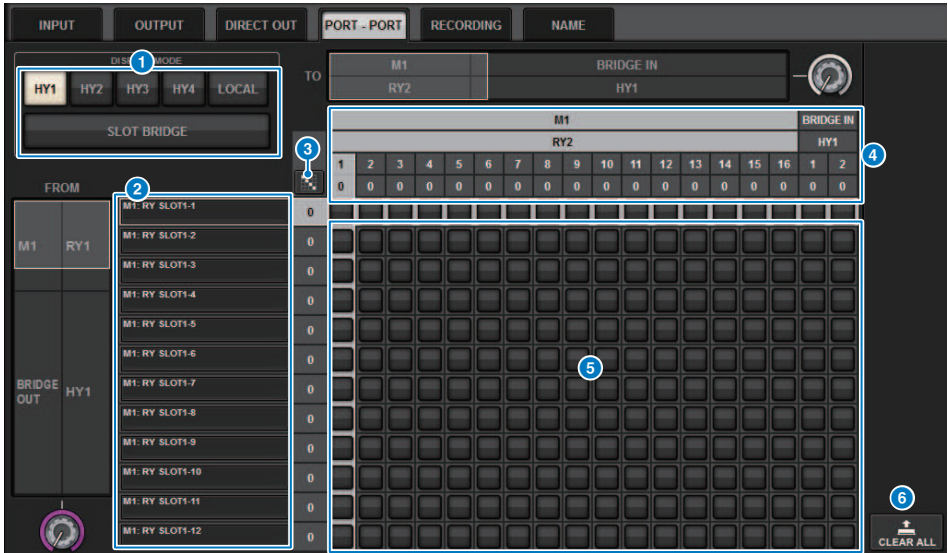 INPUT OUTPUT DIRECT OUT PORT - PORT RECORDING NAME
1
HY1 HY2 HY3 HY4 LOCAL
SLOT BRIDGE
TO
M1 BRIDGE IN
RY2 HY1
M1 BRIDGE IN
RY2 HY1
1 2 3 4 5 6 7 8 9 10 11 12 13 14 15 16 1 2
0 0 0 0 0 0 0 0 0 0 0 0 0 0 0 0 0 0
3
4
FROM
2
M1 RY1
BRIDGE OUT HY1
M1: RY SLOT1-1 0
M1: RY SLOT1-2 0
M1: RY SLOT1-3 0
M1: RY SLOT1-4 0
M1: RY SLOT1-5 0
M1: RY SLOT1-6 0
M1: RY SLOT1-7 0
M1: RY SLOT1-8 0
M1: RY SLOT1-9 0
M1: RY SLOT1-10 0
M1: RY SLOT1-11 0
M1: RY SLOT1-12 0
5
6
CLEAR ALL